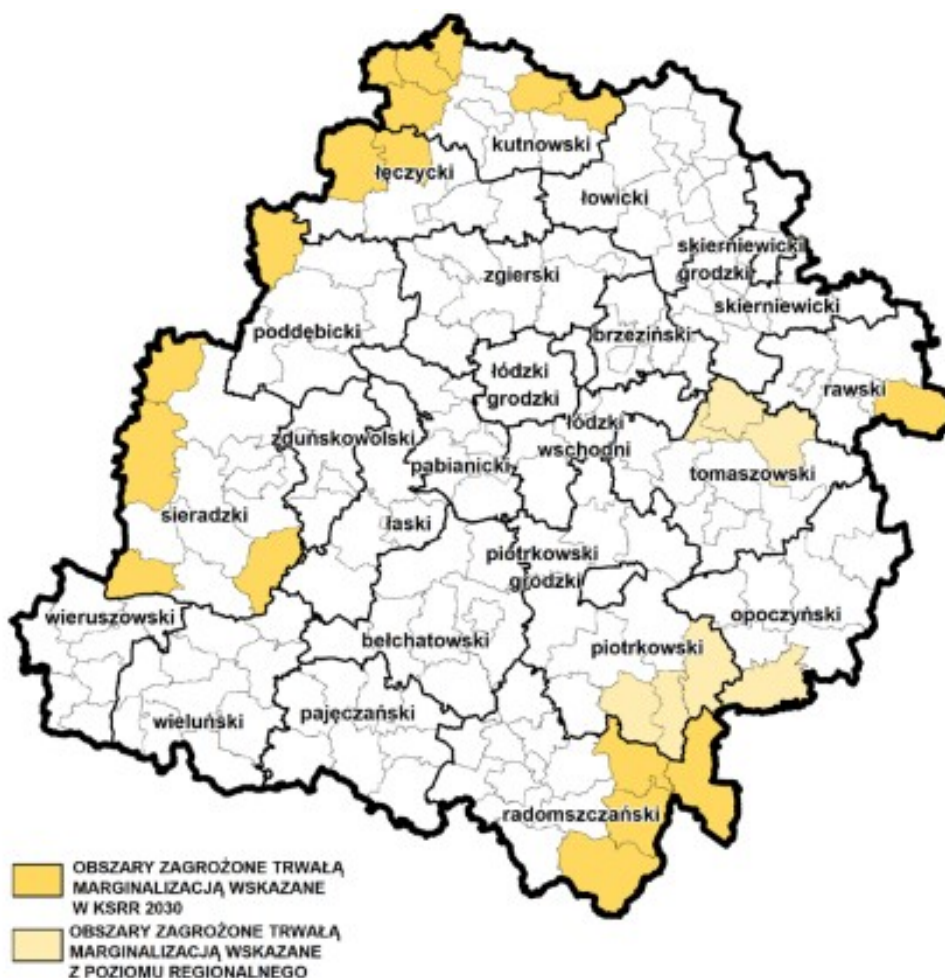 kutnowski
łęczycki
łowicki
skierniewicki
grodzki
zgierski
skierniewicki
poddębicki
brzeziński
łódzki
grodzki
rawski
łódzki
wschodni
zduńskowolski
pabianicki
tomaszowski
sieradzki
łaski
piotrkowski
grodzki
wieruszowski
opoczyński
bełchatowski
piotrkowski
wieluński
pajęczański
radomszczański
OBSZARY ZAGROŻONE TRWAŁĄ
MARGINALIZACJĄ WSKAZANE
W KSRR 2030
OBSZARY ZAGROŻONE TRWAŁĄ
MARGINALIZACJĄ WSKAZANE
Z POZIOMU REGIONALNEGO